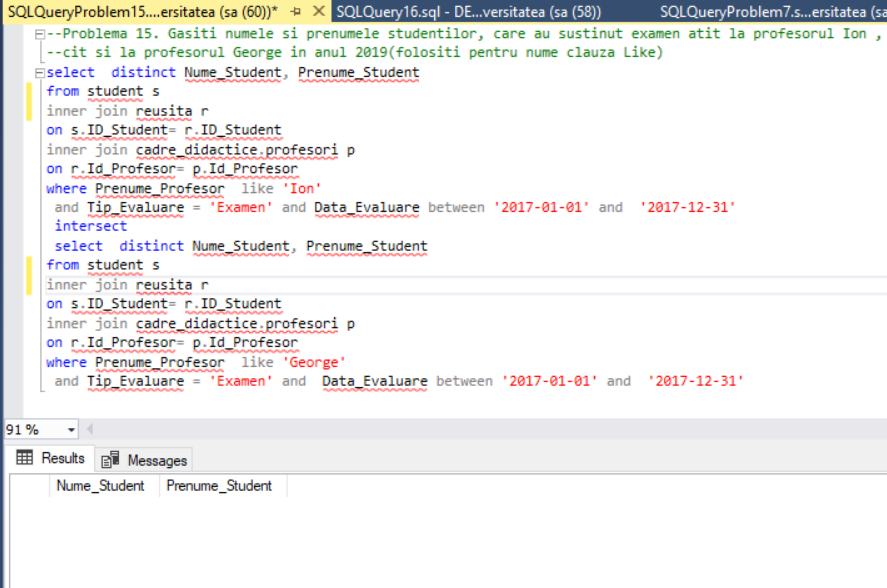 SQLQueryProblem15....ersitatea (sa (60))* SQLQuery16.sql - DE...versitatea (sa (58)) SQLQueryProblem7.s...ersitatea (sa
--Problema 15. Gasiti numele si prenumele studentilor, care au sustinut examen atit la profesorul Ion ,
--cit si la profesorul George in anul 2019(folositi pentru nume clauza Like)
select distinct Nume_Student, Prenume_Student
from student s
inner join reusita r
on s.ID_Student= r.ID_Student
inner join cadre_didactice.profesori p
on r.Id_Profesor= p.Id_Profesor
where Prenume_Profesor like 'Ion'
and Tip_Evaluare = 'Examen' and Data_Evaluare between '2017-01-01' and '2017-12-31'
intersect
select distinct Nume_Student, Prenume_Student
from student s
inner join reusita r
on s.ID_Student= r.ID_Student
inner join cadre_didactice.profesori p
on r.Id_Profesor= p.Id_Profesor
where Prenume_Profesor like 'George'
and Tip_Evaluare = 'Examen' and Data_Evaluare between '2017-01-01' and '2017-12-31'
91 %
Results Messages
Nume_Student Prenume_Student